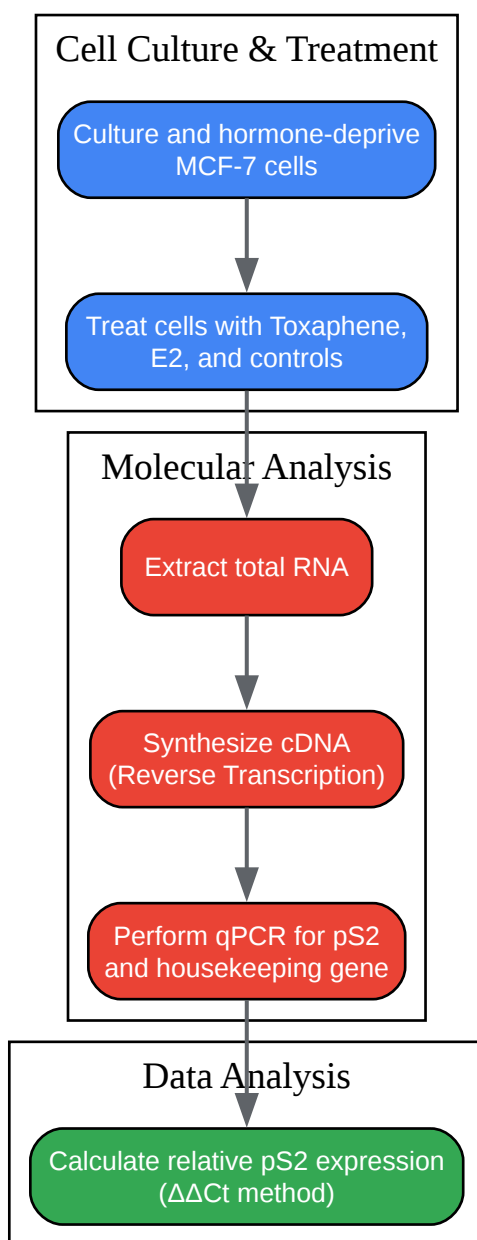 Cell Culture & Treatment
Culture and hormone-deprive
MCF-7 cells
Treat cells with Toxaphene,
E2, and controls
Molecular Analysis
Extract total RNA
Synthesize cDNA
(Reverse Transcription)
Perform qPCR for pS2
and housekeeping gene
Data Analysis
Calculate relative pS2 expression
(ΔΔCt method)